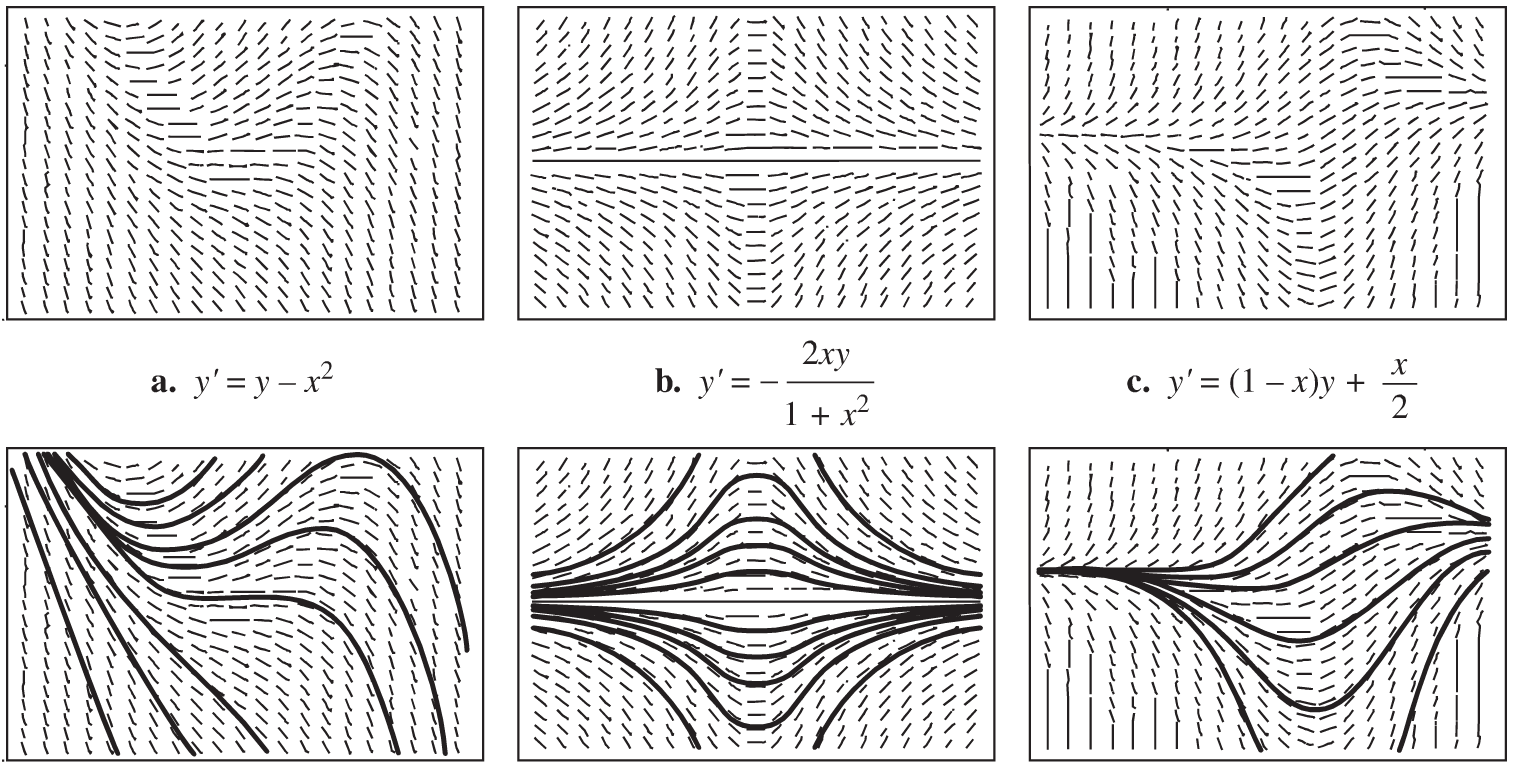 a. y′ = y – x²
b. y′ = – 2xy / 1 + x²
c. y′ = (1 – x)y + x / 2